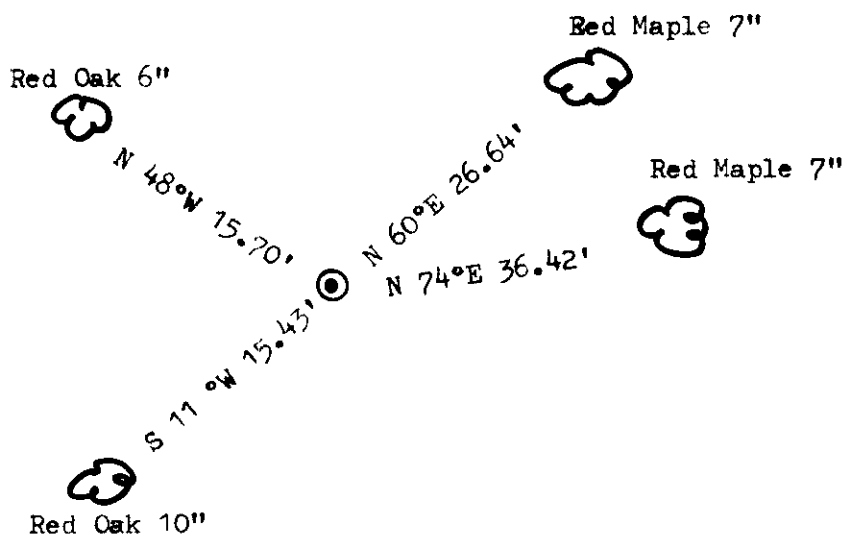 Red Maple 7"
Red Oak 6"
N 48°W 15.70'
N 60°E 26.64'
Red Maple 7"
N 74°E 36.42'
S 11 °W 15.43'
Red Oak 10"